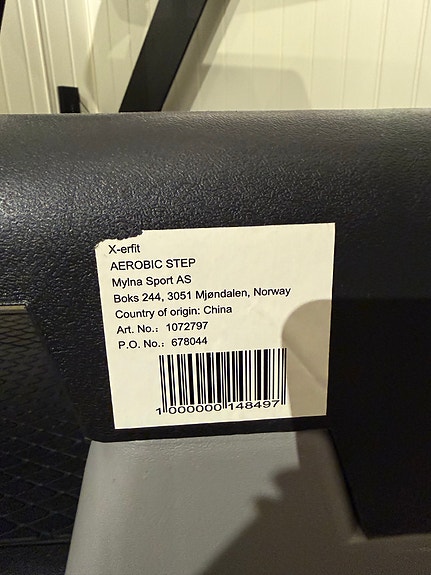 X-erfit
AEROBIC STEP
Mylna Sport AS
Boks 244, 3051 Mjøndalen, Norway
Country of origin: China
Art. No.: 1072797
P.O. No.: 678044
1 000000 148497